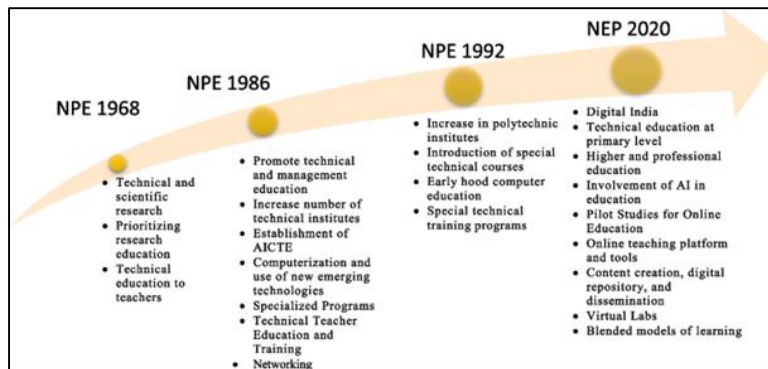 NPE 1968
• Technical and
scientific
research
• Prioritizing
research
education
• Technical
education to
teachers
NPE 1986
• Promote technical
and management
education
• Increase number of
technical institutes
• Establishment of
AICTE
• Computerization and
use of new emerging
technologies
• Specialized Programs
• Technical Teacher
Education and
Training
• Networking
NPE 1992
• Increase in polytechnic
institutes
• Introduction of special
technical courses
• Early hood computer
education
• Special technical
training programs
NEP 2020
• Digital India
• Technical education at
primary level
• Higher and professional
education
• Involvement of AI in
education
• Pilot Studies for Online
Education
• Online teaching platform
and tools
• Content creation, digital
repository, and
dissemination
• Virtual Labs
• Blended models of learning